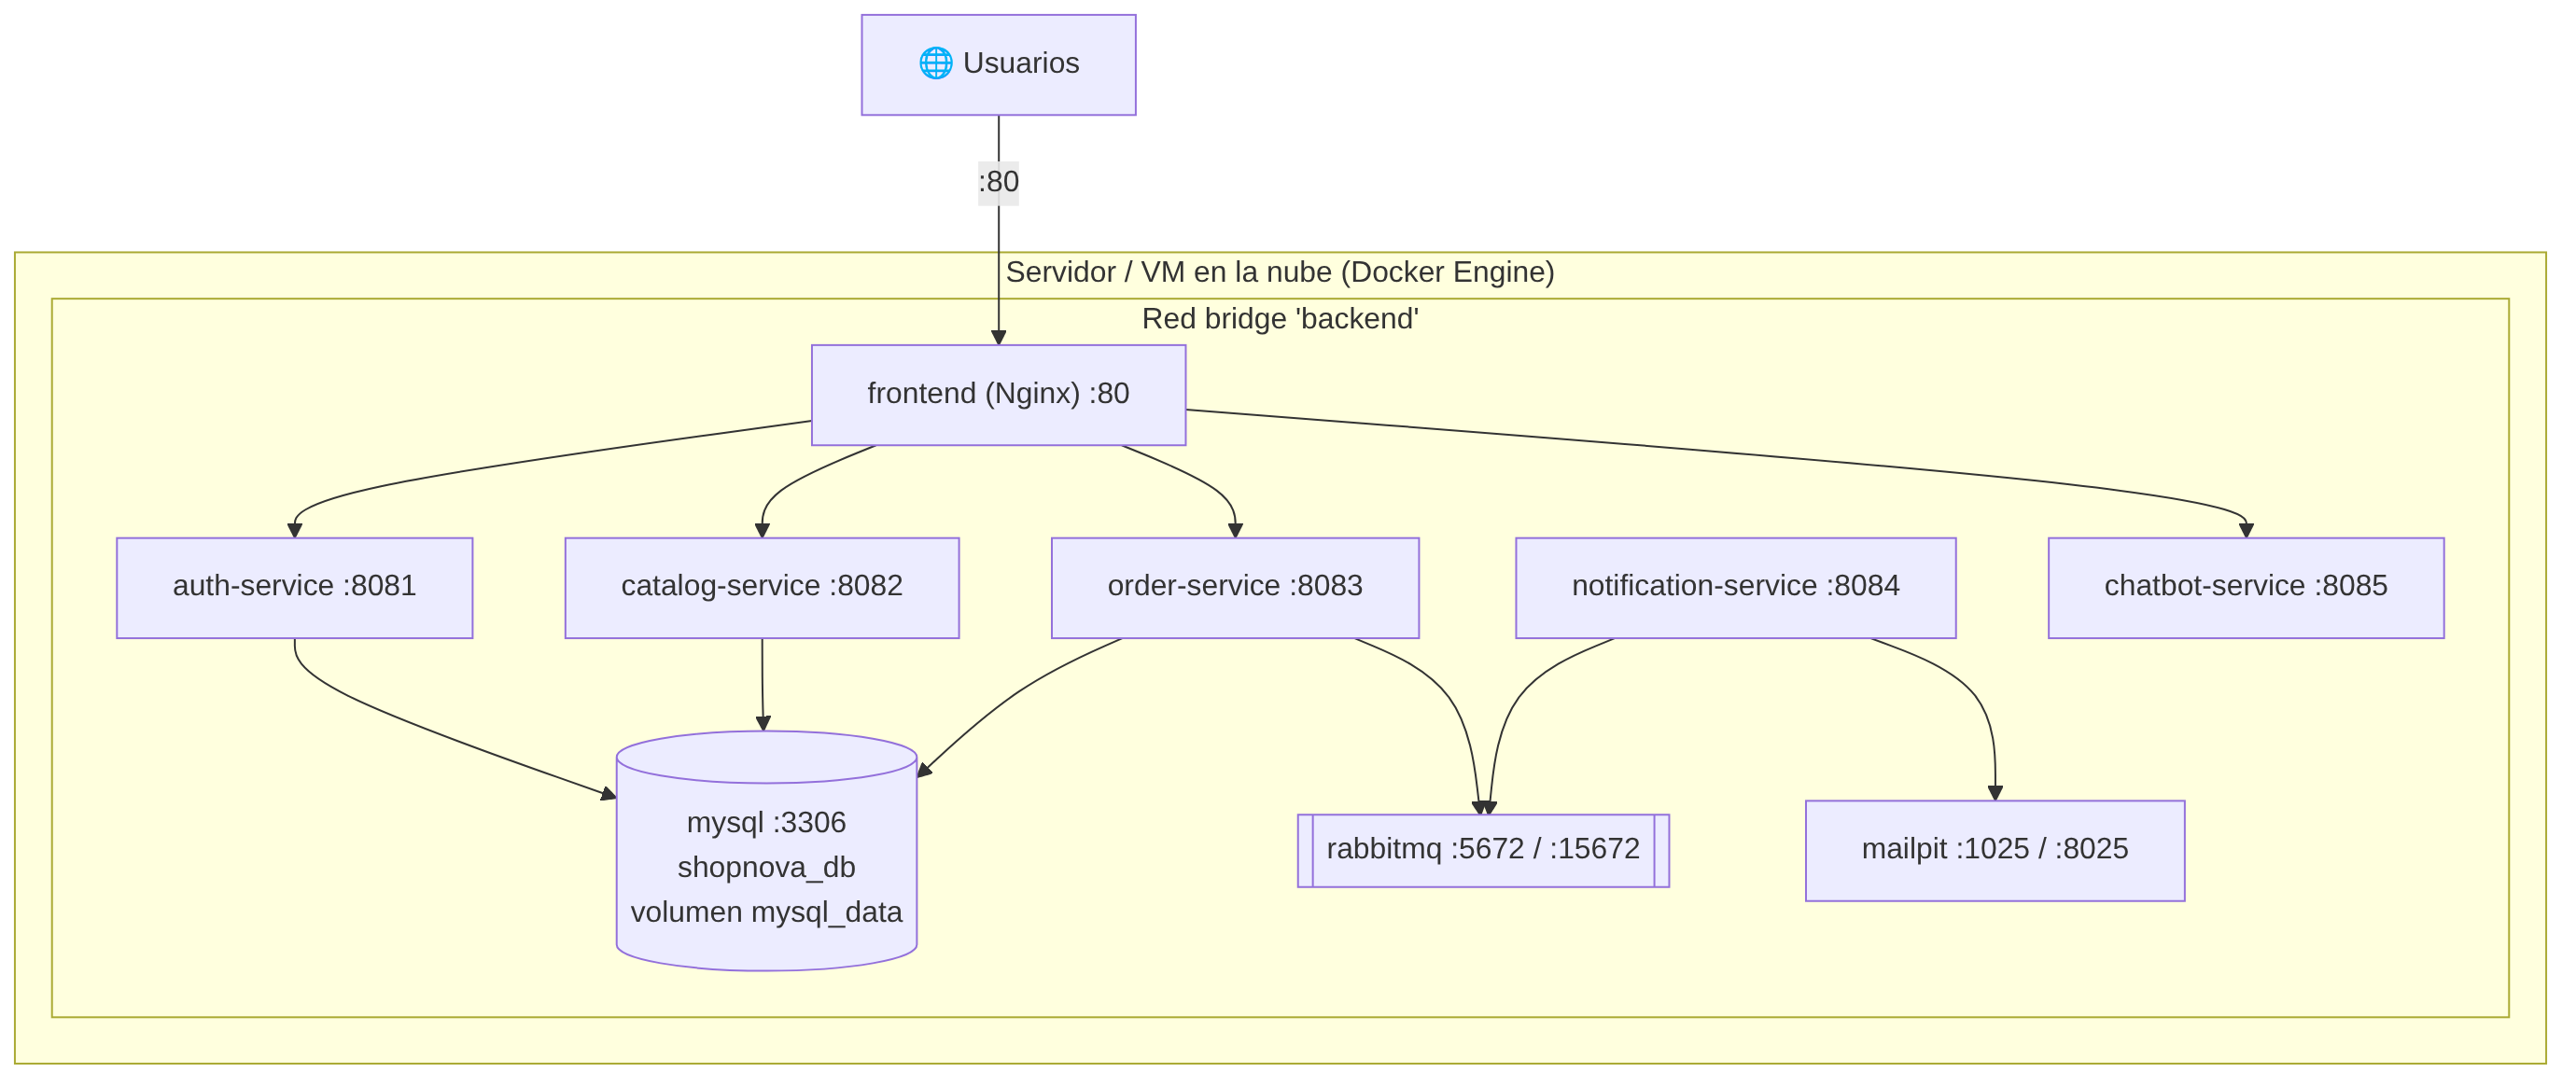 🌐 Usuarios
:80
Servidor / VM en la nube (Docker Engine)
Red bridge 'backend'
frontend (Nginx) :80
auth-service :8081
catalog-service :8082
order-service :8083
notification-service :8084
chatbot-service :8085
mysql :3306
shopnova_db
volumen mysql_data
rabbitmq :5672 / :15672
mailpit :1025 / :8025